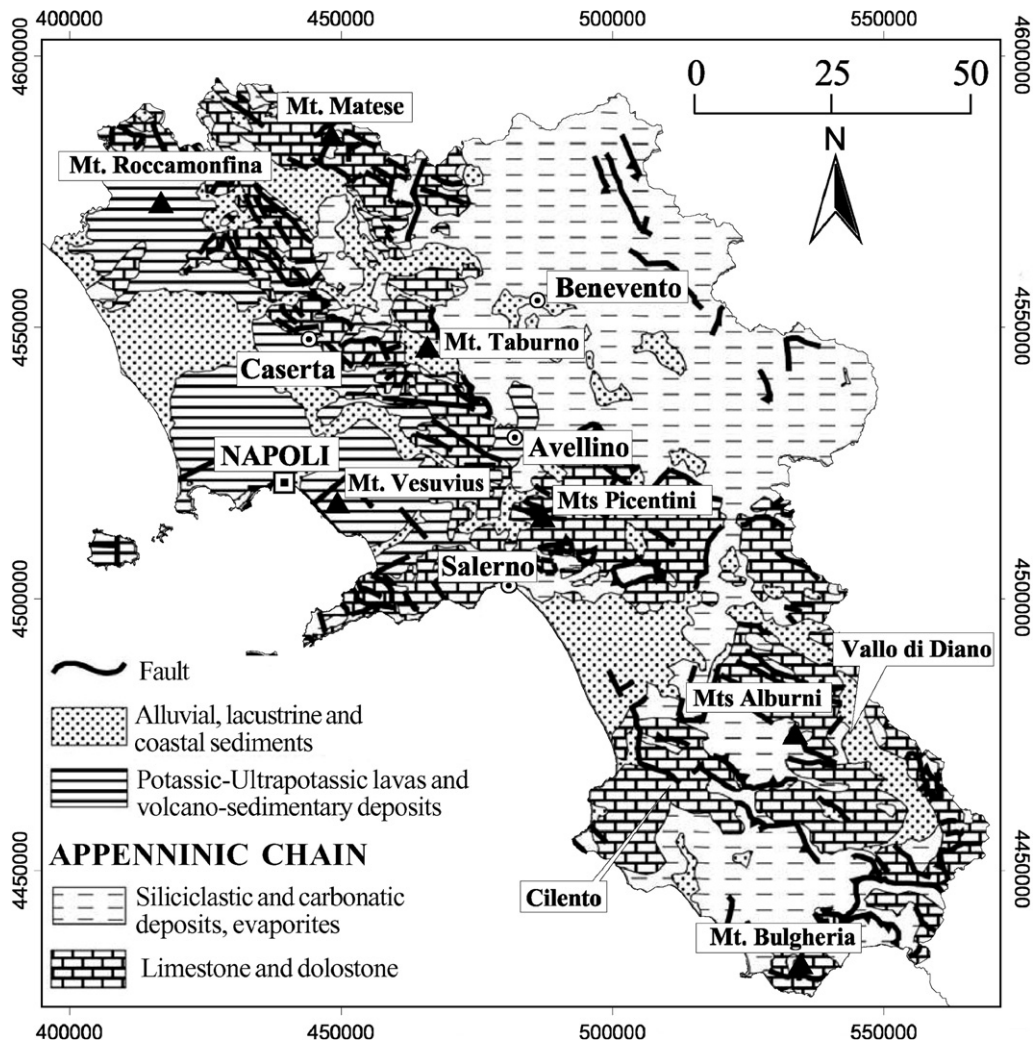 400000 450000 500000 550000
4600000
4600000
0 25 50
Mt. Matese
N
Mt. Roccamonfina
Benevento
4550000
4550000
Mt. Taburno
Caserta
NAPOLI
Avellino
Mt. Vesuvius
Mts Picentini
Salerno
4500000
4500000
Vallo di Diano
Fault
Mts Alburni
Alluvial, lacustrine and
coastal sediments
Potassic-Ultrapotassic lavas and
volcano-sedimentary deposits
APPENNINIC CHAIN
4450000
4450000
Siliciclastic and carbonatic
deposits, evaporites
Cilento
Mt. Bulgheria
Limestone and dolostone
400000 450000 500000 550000